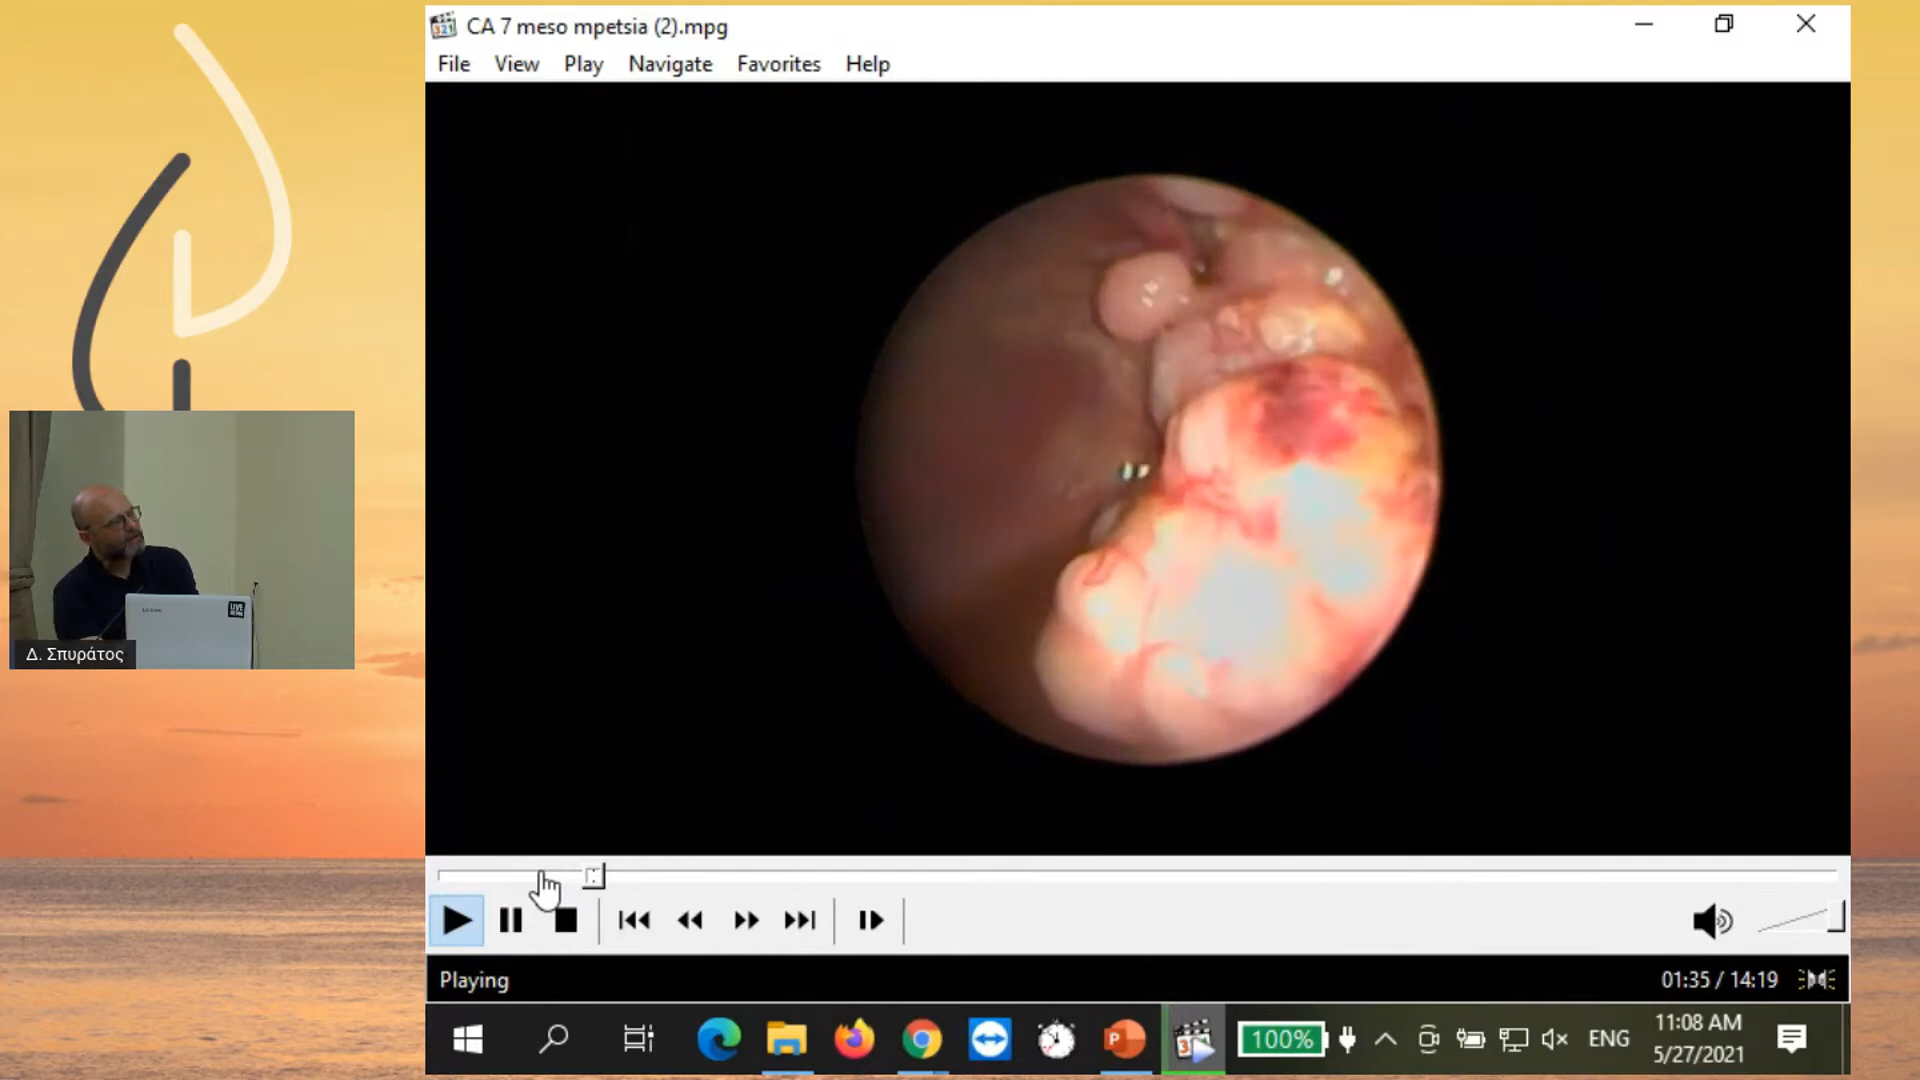 CA 7 meso mpetsia (2).mpg
File View Play Navigate Favorites Help
Δ. Σπυράτος
Playing
01:35 / 14:19
100%
ENG
11:08 AM
5/27/2021